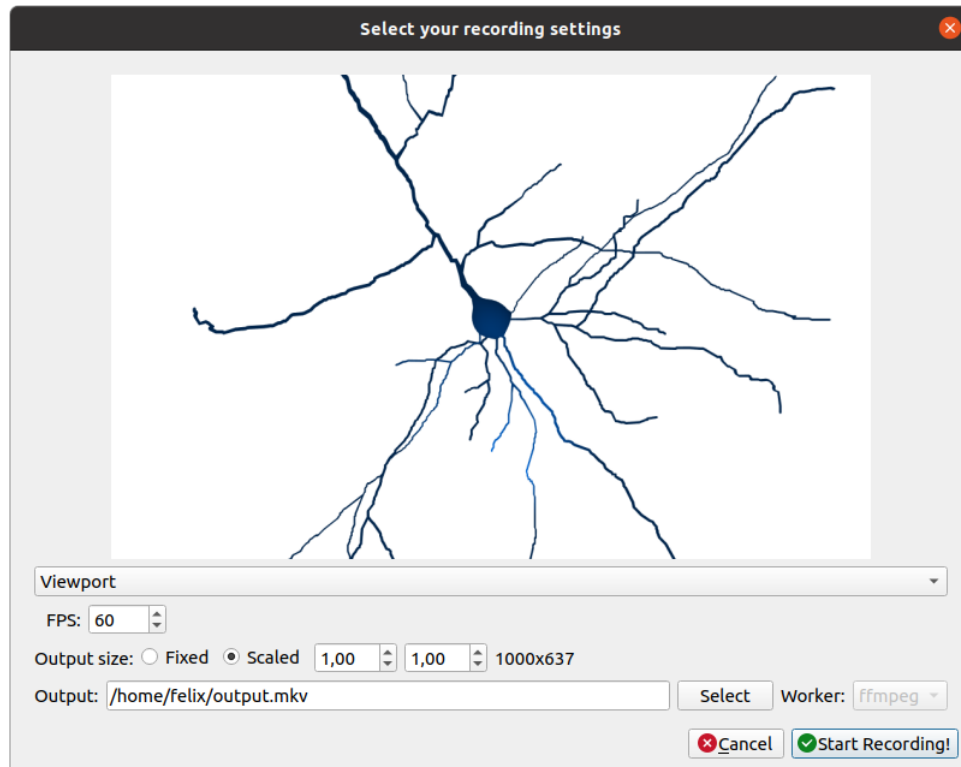 Select your recording settings
Viewport
FPS: 60
Output size: Fixed Scaled 1,00 1,00 1000x637
Output: /home/felix/output.mkv Select Worker: ffmpeg
Cancel Start Recording!